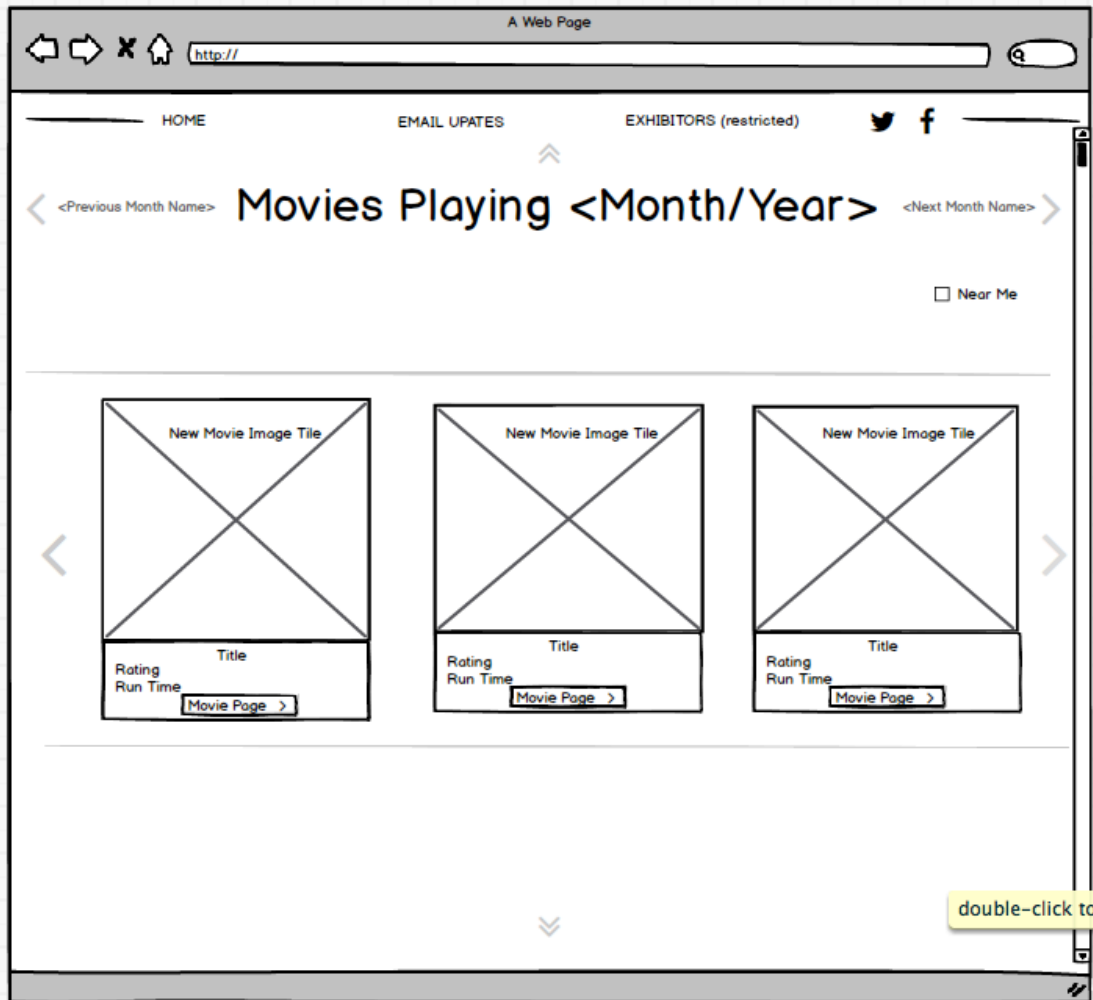 A Web Page
http://
HOME EMAIL UPATES EXHIBITORS (restricted)
<Previous Month Name> Movies Playing <Month/Year> <Next Month Name>
Near Me
New Movie Image Tile New Movie Image Tile New Movie Image Tile
Title Title Title
Rating Rating Rating
Run Time Run Time Run Time
Movie Page > Movie Page > Movie Page >
double-click to